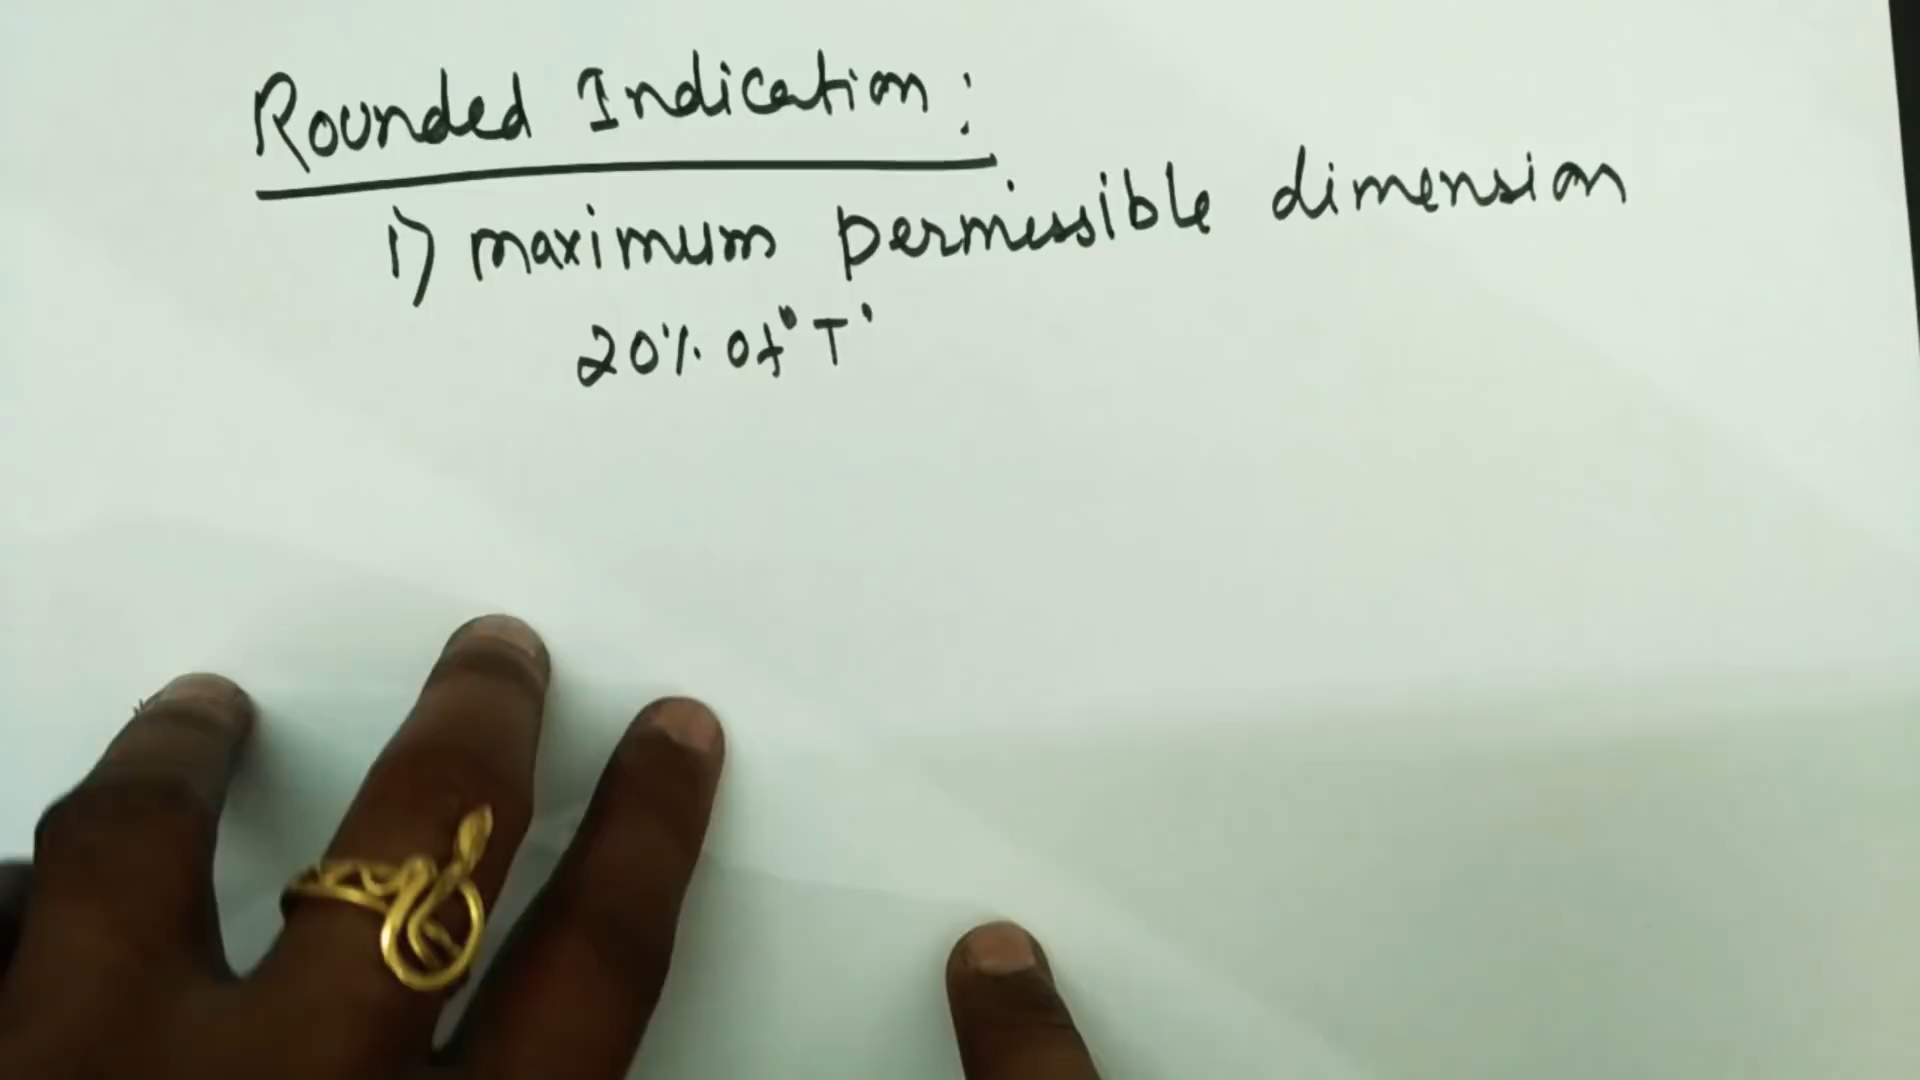 Rounded Indication:
1) maximum permissible dimension
20% of "T"